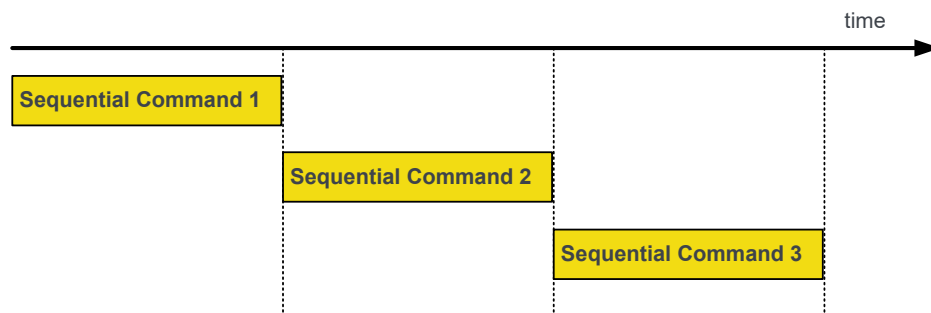 time
Sequential Command 1
Sequential Command 2
Sequential Command 3